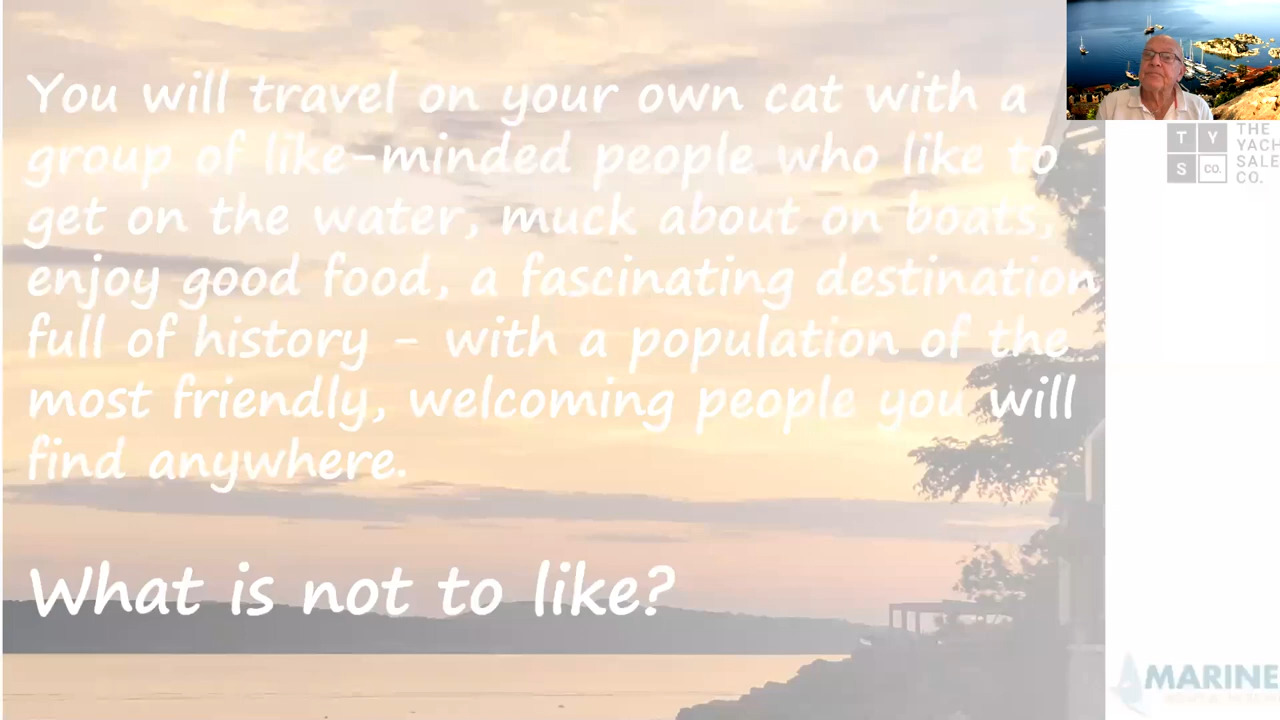 You will travel on your own cat with a
group of like-minded people who like to
get on the water, muck about on boats,
enjoy good food, a fascinating destination
full of history - with a population of the
most friendly, welcoming people you will
find anywhere.
What is not to like?
T Y
S CO.
THE
YACH
SALE
CO.
MARINE